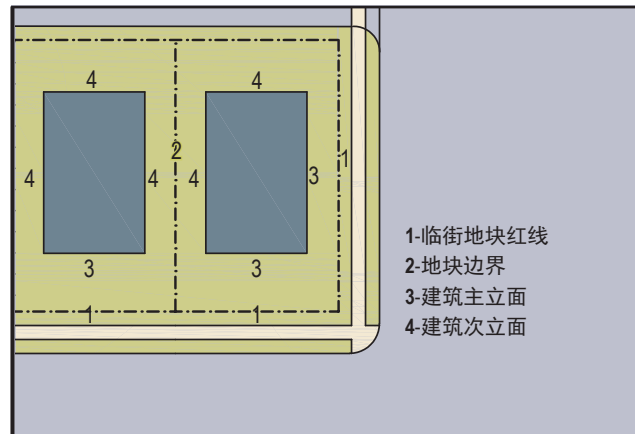 4 4
4 4 2 4 3 1
3 3
1 1
1-临街地块红线
2-地块边界
3-建筑主立面
4-建筑次立面